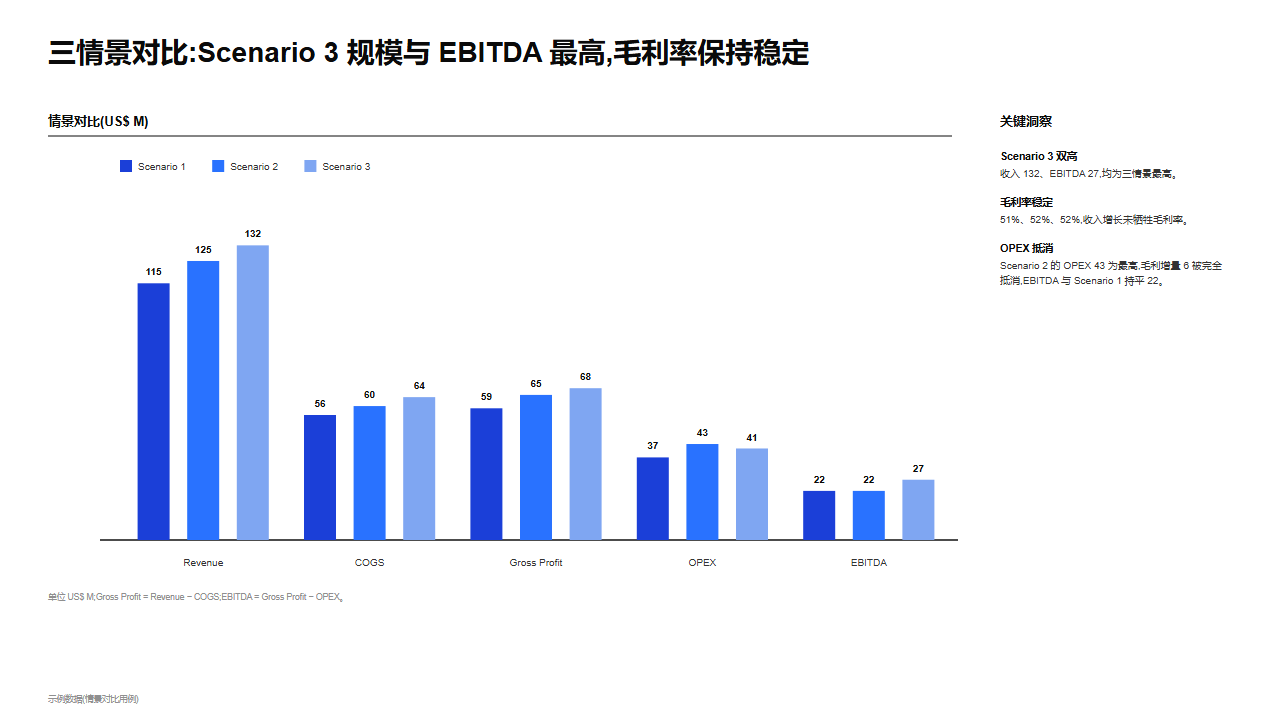 三情景对比:Scenario 3 规模与 EBITDA 最高,毛利率保持稳定
情景对比(US$ M)
Scenario 1
Scenario 2
Scenario 3
115
125
132
56
60
64
59
65
68
37
43
41
22
22
27
Revenue
COGS
Gross Profit
OPEX
EBITDA
单位 US$ M;Gross Profit = Revenue − COGS;EBITDA = Gross Profit − OPEX。
关键洞察
Scenario 3 双高
收入 132、EBITDA 27,均为三情景最高。
毛利率稳定
51%、52%、52%,收入增长未牺牲毛利率。
OPEX 抵消
Scenario 2 的 OPEX 43 为最高,毛利增量 6 被完全
抵消,EBITDA 与 Scenario 1 持平 22。
示例数据(情景对比用例)